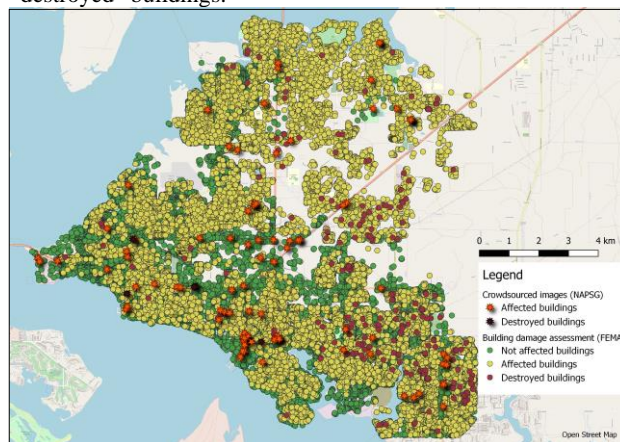 destroyed" buildings.
0 1 2 3 4 km
Legend
Crowdsourced images (NAPSG)
Affected buildings
Destroyed buildings
Building damage assessment (FEMA
Not affected buildings
Affected buildings
Destroyed buildings
Open Street Map